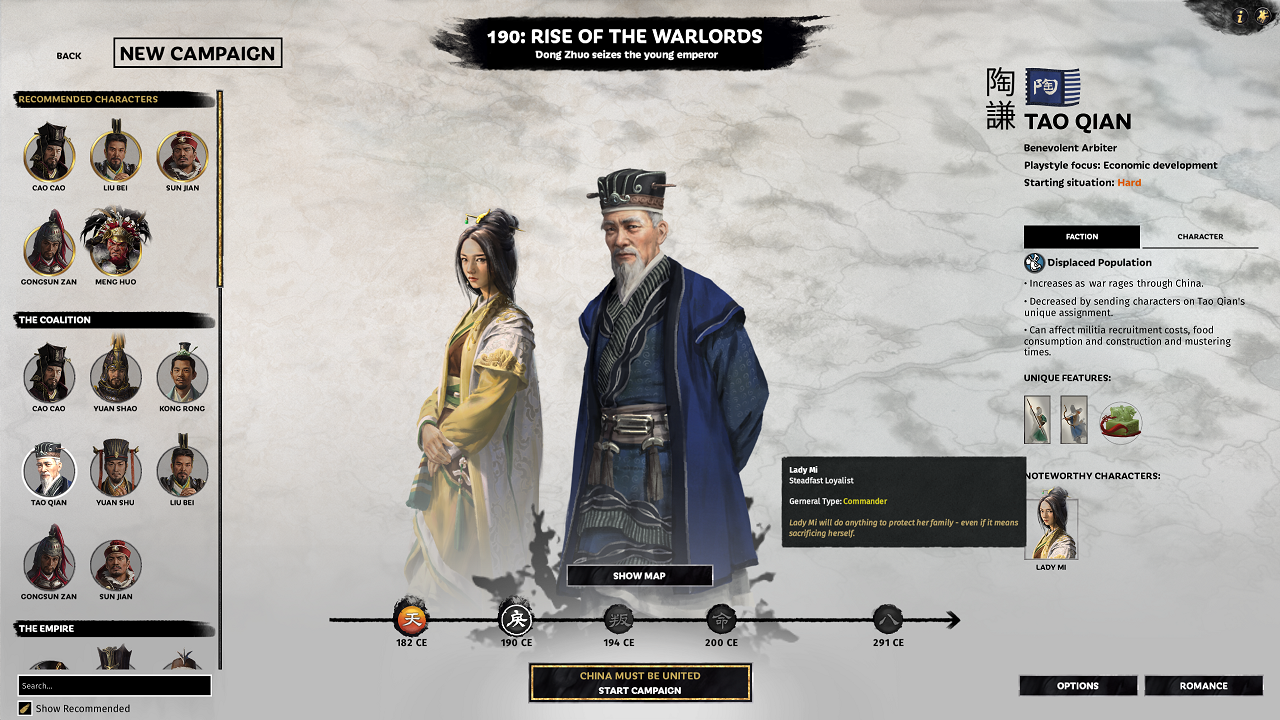 BACK
NEW CAMPAIGN
190: RISE OF THE WARLORDS
Dong Zhuo seizes the young emperor
RECOMMENDED CHARACTERS
CAO CAO
LIU BEI
SUN JIAN
GONGSUN ZAN
MENG HUO
THE COALITION
CAO CAO
YUAN SHAO
KONG RONG
TAO QIAN
YUAN SHU
LIU BEI
GONGSUN ZAN
SUN JIAN
THE EMPIRE
Search...
Show Recommended
陶謙
陶
TAO QIAN
Benevolent Arbiter
Playstyle focus: Economic development
Starting situation: Hard
FACTION
CHARACTER
Displaced Population
• Increases as war rages through China.
• Decreased by sending characters on Tao Qian's
unique assignment.
• Can affect militia recruitment costs, food
consumption and construction and mustering
times.
UNIQUE FEATURES:
NOTEWORTHY CHARACTERS:
LADY MI
Lady Mi
Steadfast Loyalist
Gerneral Type: Commander
Lady Mi will do anything to protect her family - even if it means
sacrificing herself.
SHOW MAP
天
庚
叛
命
八
182 CE
190 CE
194 CE
200 CE
291 CE
CHINA MUST BE UNITED
START CAMPAIGN
OPTIONS
ROMANCE